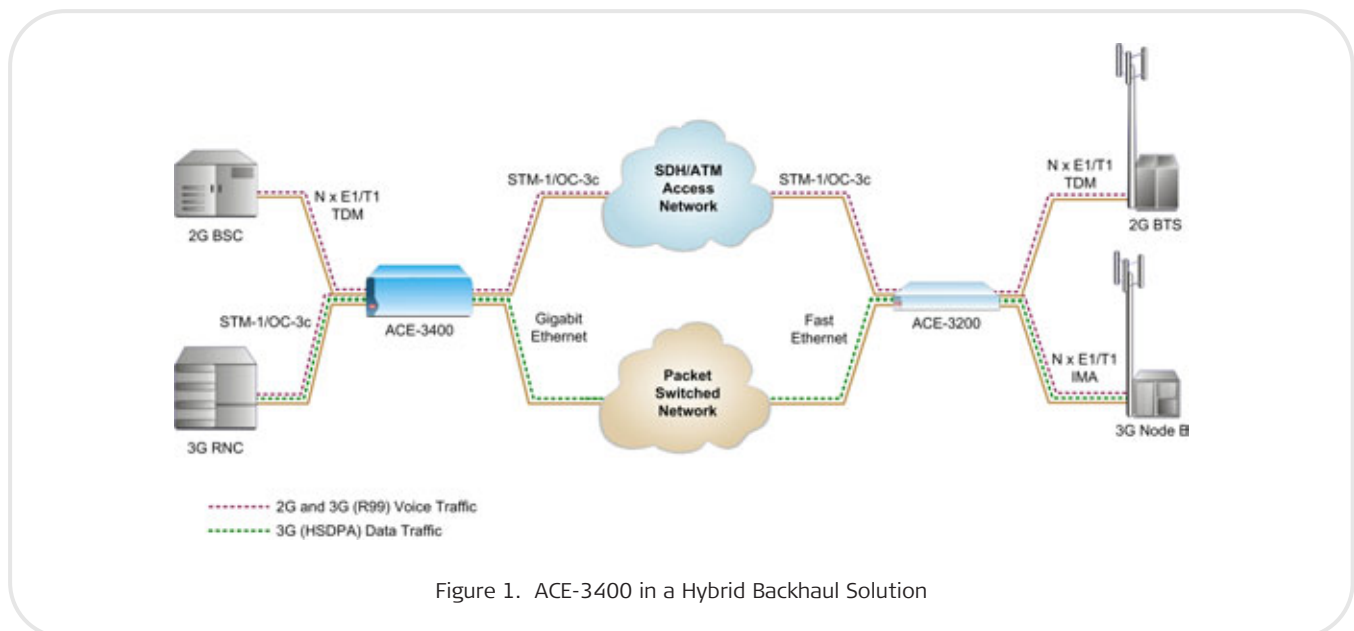 2G BSC
N x E1/T1
TDM
STM-1/OC-3c
SDH/ATM
Access
Network
STM-1/OC-3c
N x E1/T1
TDM
2G BTS
STM-1/OC-3c
3G RNC
ACE-3400
Gigabit
Ethernet
Packet
Switched
Network
Fast
Ethernet
ACE-3200
N x E1/T1
IMA
3G Node B
2G and 3G (R99) Voice Traffic
3G (HSDPA) Data Traffic
Figure 1. ACE-3400 in a Hybrid Backhaul Solution